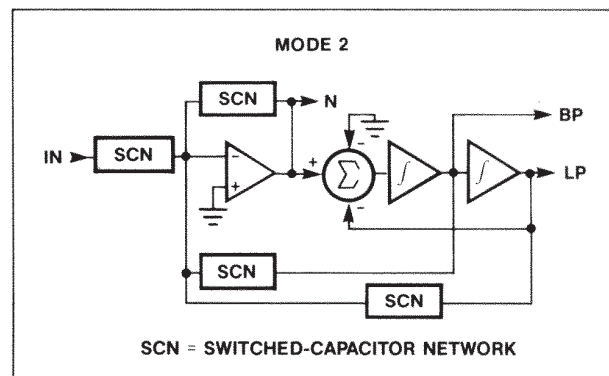 MODE 2
SCN
N
BP
IN
SCN
-
+
+
-
Σ
-
∫
∫
LP
SCN
SCN
SCN = SWITCHED-CAPACITOR NETWORK